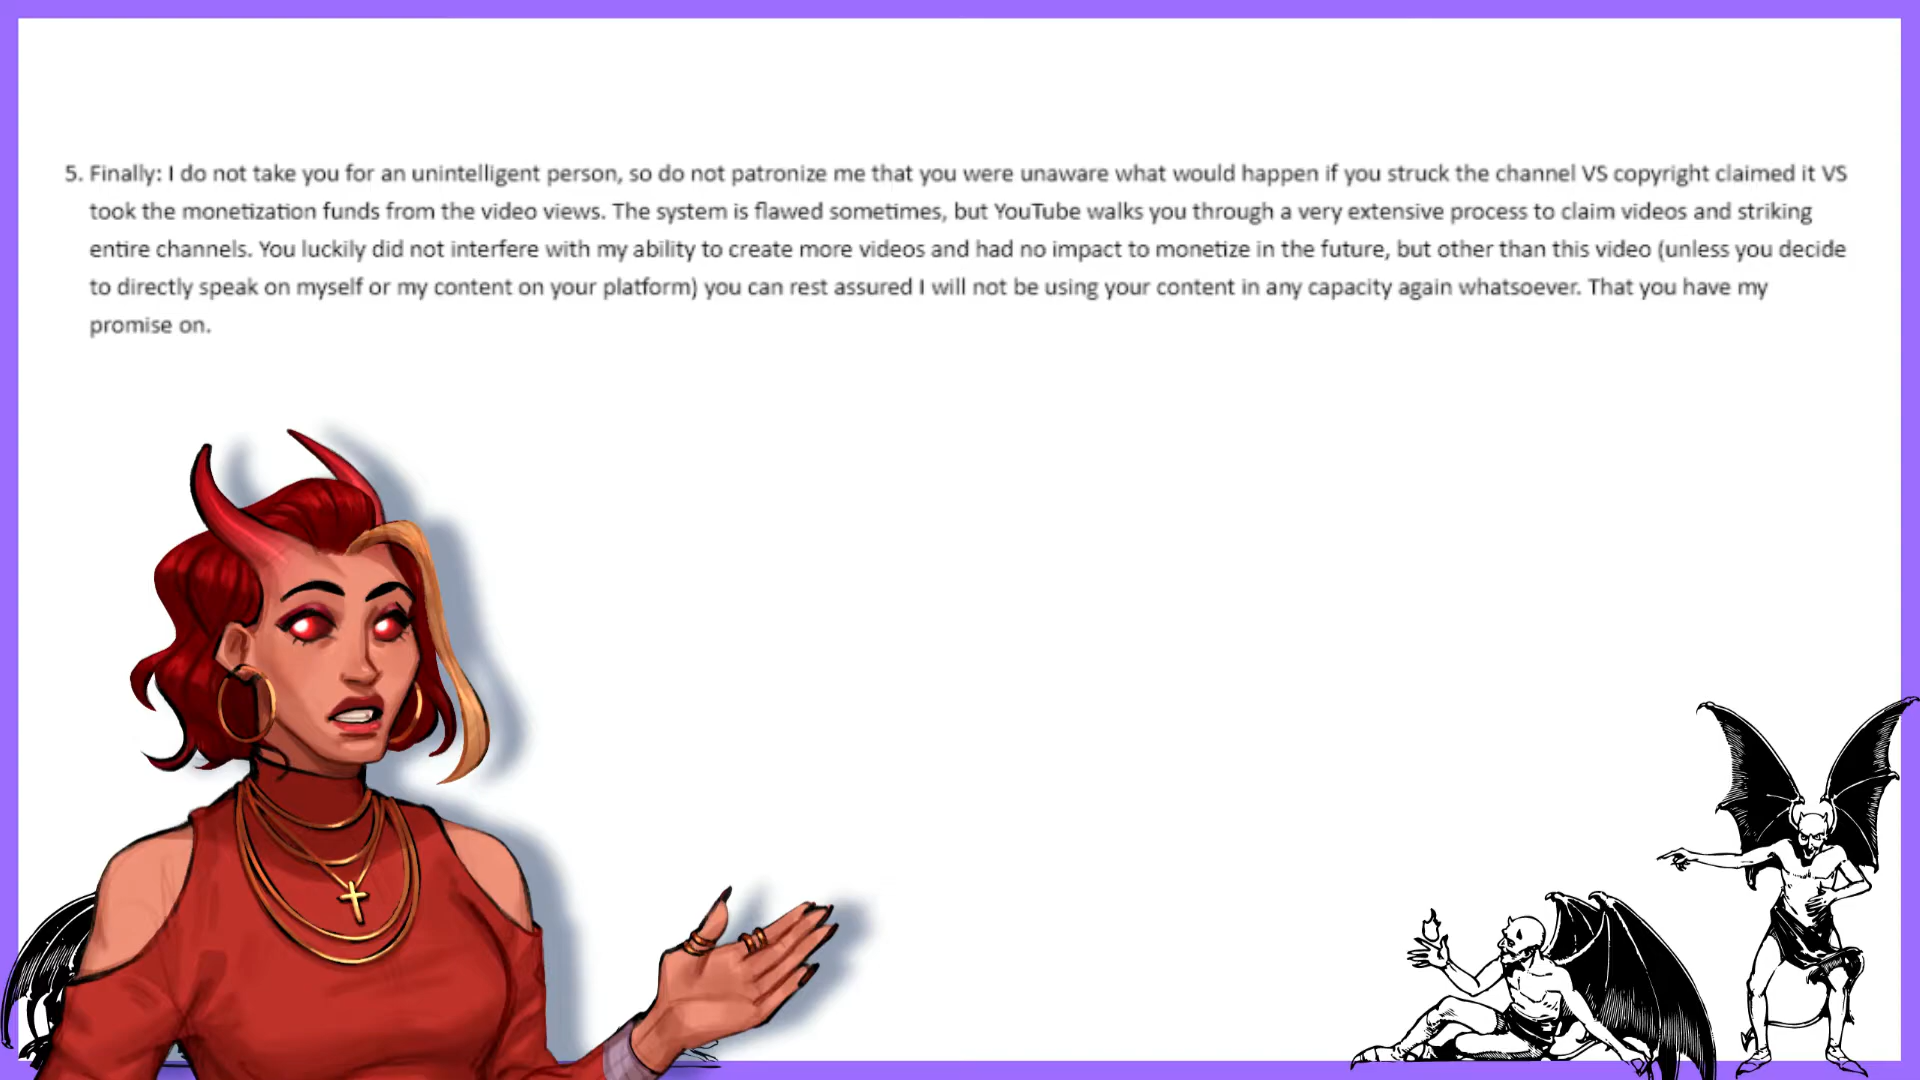 5. Finally: I do not take you for an unintelligent person, so do not patronize me that you were unaware what would happen if you struck the channel VS copyright claimed it VS
took the monetization funds from the video views. The system is flawed sometimes, but YouTube walks you through a very extensive process to claim videos and striking
entire channels. You luckily did not interfere with my ability to create more videos and had no impact to monetize in the future, but other than this video (unless you decide
to directly speak on myself or my content on your platform) you can rest assured I will not be using your content in any capacity again whatsoever. That you have my
promise on.